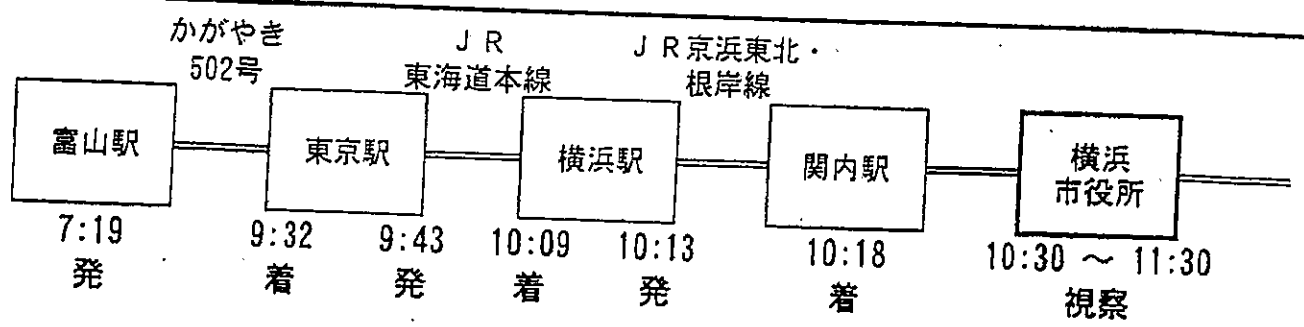 かがやき
502号
JR
東海道本線
JR京浜東北・
根岸線
富山駅
東京駅
横浜駅
関内駅
横浜
市役所
7:19
発
9:32
着
9:43
発
10:09
着
10:13
発
10:18
着
10:30 ～ 11:30
視察